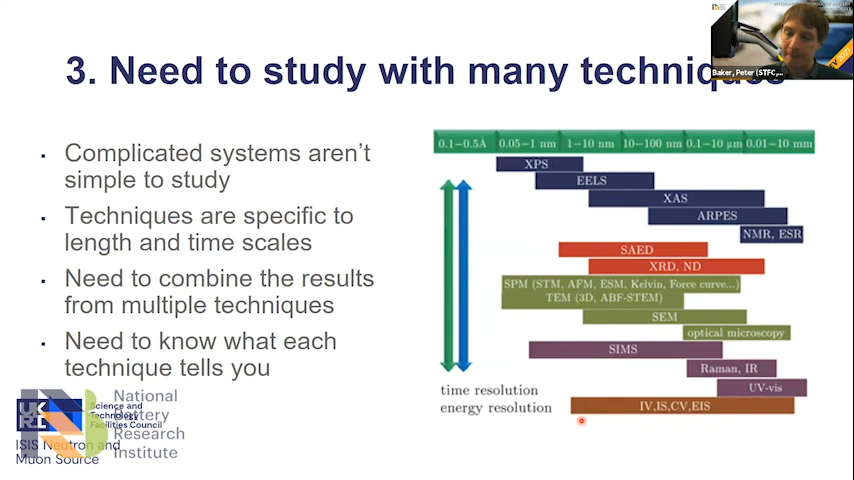 3. Need to study with many techniques
Baker, Peter (STFC,...
Complicated systems aren't
simple to study
Techniques are specific to
length and time scales
Need to combine the results
from multiple techniques
Need to know what each
technique tells you
0.1–0.5Å 0.05–1 nm 1–10 nm 10–100 nm 0.1–10 μm 0.01–10 mm
XPS
EELS
XAS
ARPES
NMR, ESR
SAED
XRD, ND
SPM (STM, AFM, ESM, Kelvin, Force curve...)
TEM (3D, ABF-STEM)
SEM
optical microscopy
SIMS
Raman, IR
UV-vis
IV,IS,CV,EIS
time resolution
energy resolution
UKRI
Science and
Technology
Facilities Council
ISIS Neutron and
Muon Source
National
Battery
Research
Institute